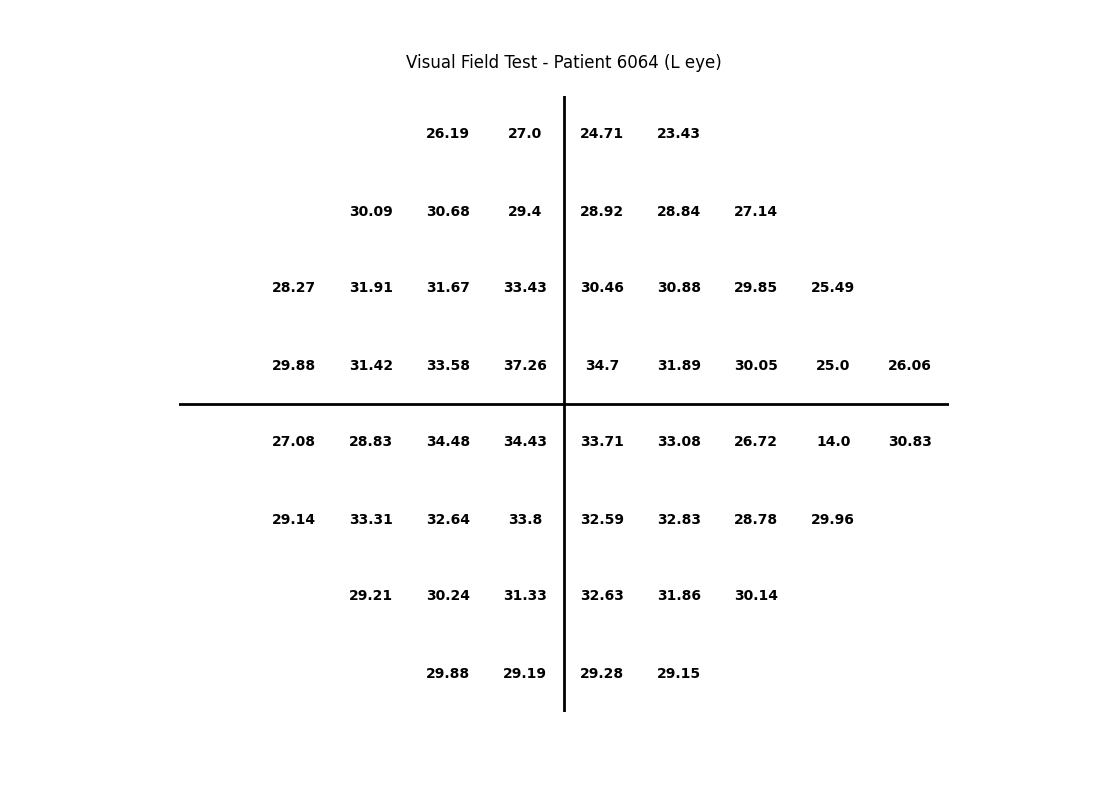 Visual Field Test - Patient 6064 (L eye)
26.19 27.0 24.71 23.43
30.09 30.68 29.4 28.92 28.84 27.14
28.27 31.91 31.67 33.43 30.46 30.88 29.85 25.49
29.88 31.42 33.58 37.26 34.7 31.89 30.05 25.0 26.06
27.08 28.83 34.48 34.43 33.71 33.08 26.72 14.0 30.83
29.14 33.31 32.64 33.8 32.59 32.83 28.78 29.96
29.21 30.24 31.33 32.63 31.86 30.14
29.88 29.19 29.28 29.15